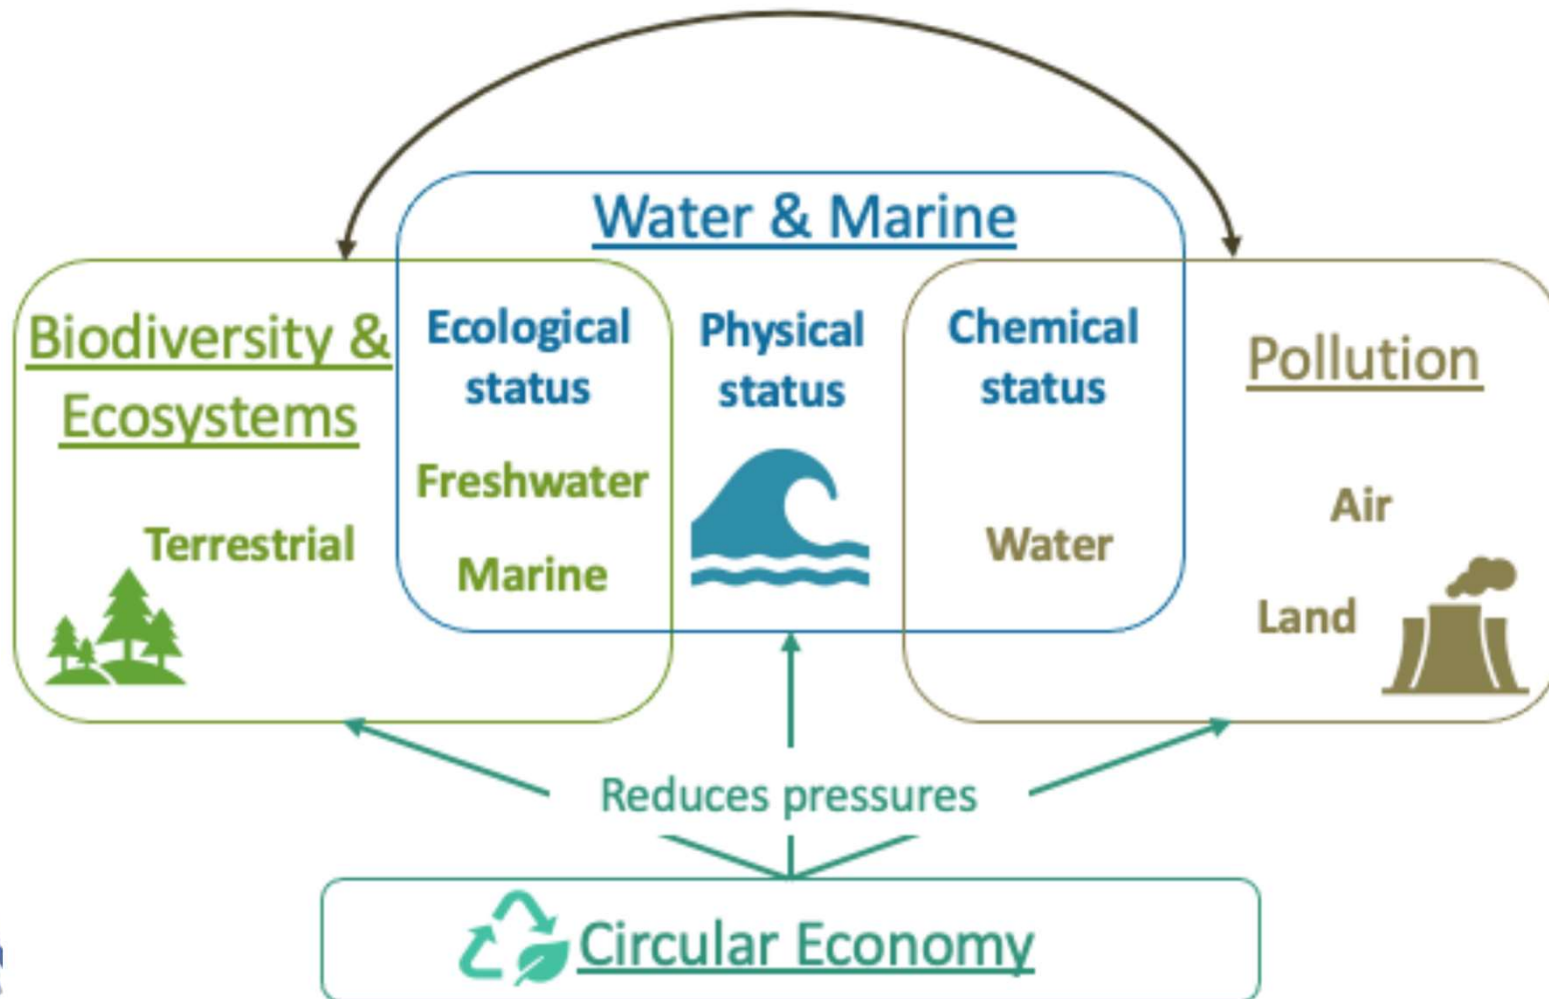 Water & Marine
Biodiversity &
Ecosystems
Terrestrial
Ecological
status
Freshwater
Marine
Physical
status
Chemical
status
Water
Pollution
Air
Land
Reduces pressures
Circular Economy